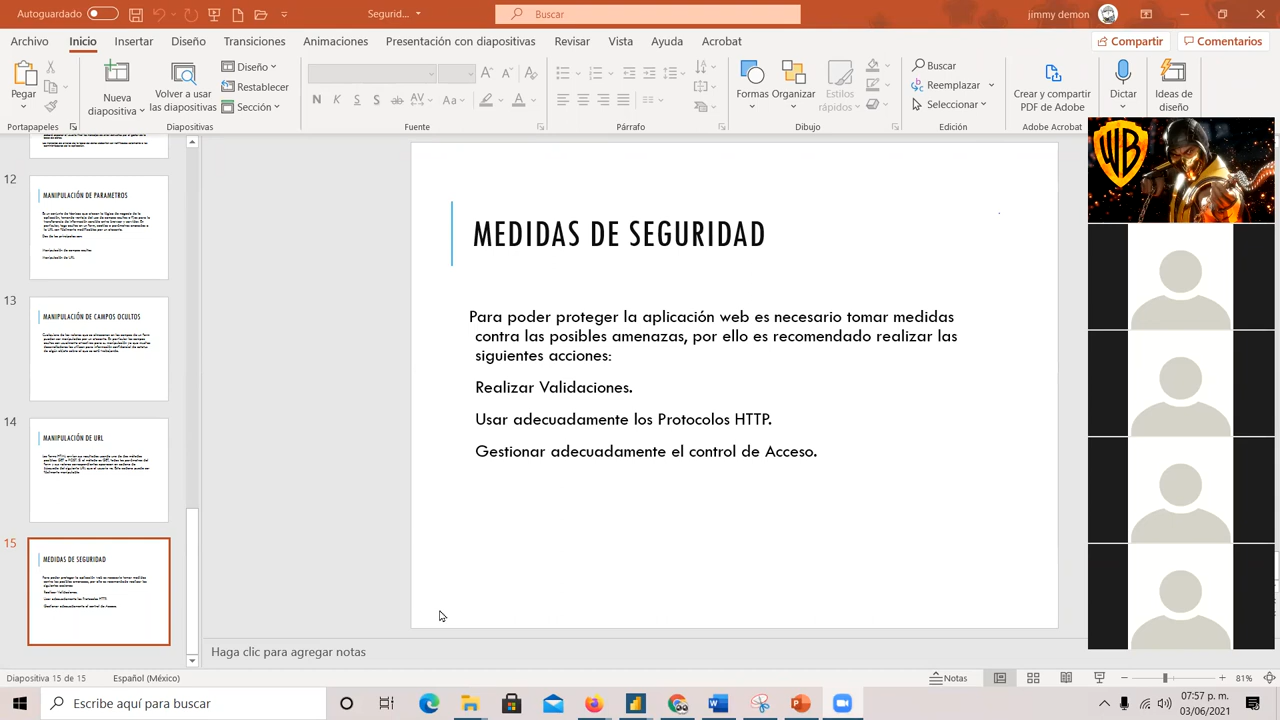 Autoguardado
Segurid...
Buscar
jimmy Garcia
Archivo
Inicio
Insertar
Diseño
Transiciones
Animaciones
Presentación con diapositivas
Revisar
Vista
Ayuda
Acrobat
Compartir
Comentarios
Pegar
Nueva diapositiva
Volver a usar las diapositivas
Diseño
Restablecer
Sección
N K S S ab AV Aa A
Formas
Organizar
Estilos rápidos
Buscar
Reemplazar
Seleccionar
Crear y compartir PDF de Adobe
Dictar
Ideas de diseño
Portapapeles
Diapositivas
Fuente
Párrafo
Dibujo
Edición
Adobe Acrobat
WB
12
MANIPULACIÓN DE PARAMETROS
13
MANIPULACIÓN DE CAMPOS OCULTOS
14
MANIPULACIÓN DE URL
15
MEDIDAS DE SEGURIDAD
MEDIDAS DE SEGURIDAD
Para poder proteger la aplicación web es necesario tomar medidas
contra las posibles amenazas, por ello es recomendado realizar las
siguientes acciones:
Realizar Validaciones.
Usar adecuadamente los Protocolos HTTP.
Gestionar adecuadamente el control de Acceso.
Haga clic para agregar notas
Diapositiva 15 de 15
Español (México)
Notas
81%
Escribe aquí para buscar
07:57 p. m.
03/06/2021